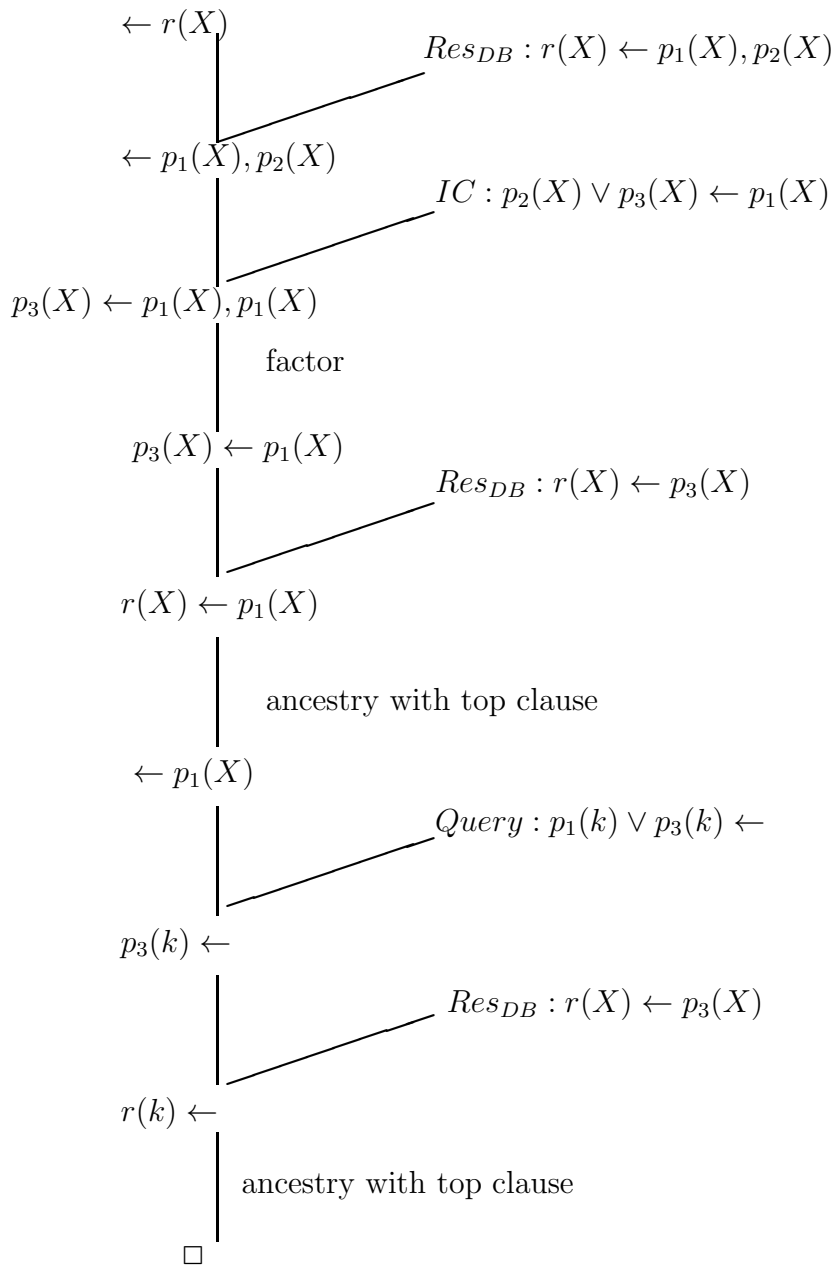 ← r(X)
Res_DB : r(X) ← p_1(X), p_2(X)
← p_1(X), p_2(X)
IC : p_2(X) ∨ p_3(X) ← p_1(X)
p_3(X) ← p_1(X), p_1(X)
factor
p_3(X) ← p_1(X)
Res_DB : r(X) ← p_3(X)
r(X) ← p_1(X)
ancestry with top clause
← p_1(X)
Query : p_1(k) ∨ p_3(k) ←
p_3(k) ←
Res_DB : r(X) ← p_3(X)
r(k) ←
ancestry with top clause
□